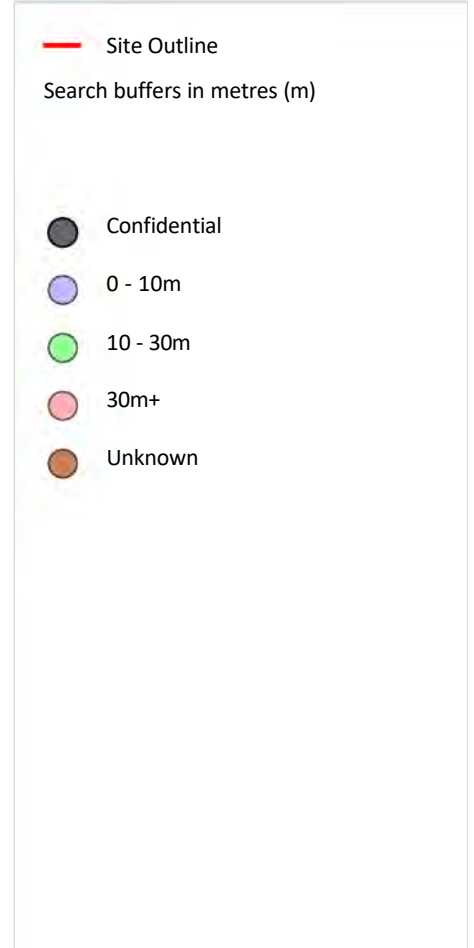 Site Outline
Search buffers in metres (m)
Confidential
0 - 10m
10 - 30m
30m+
Unknown